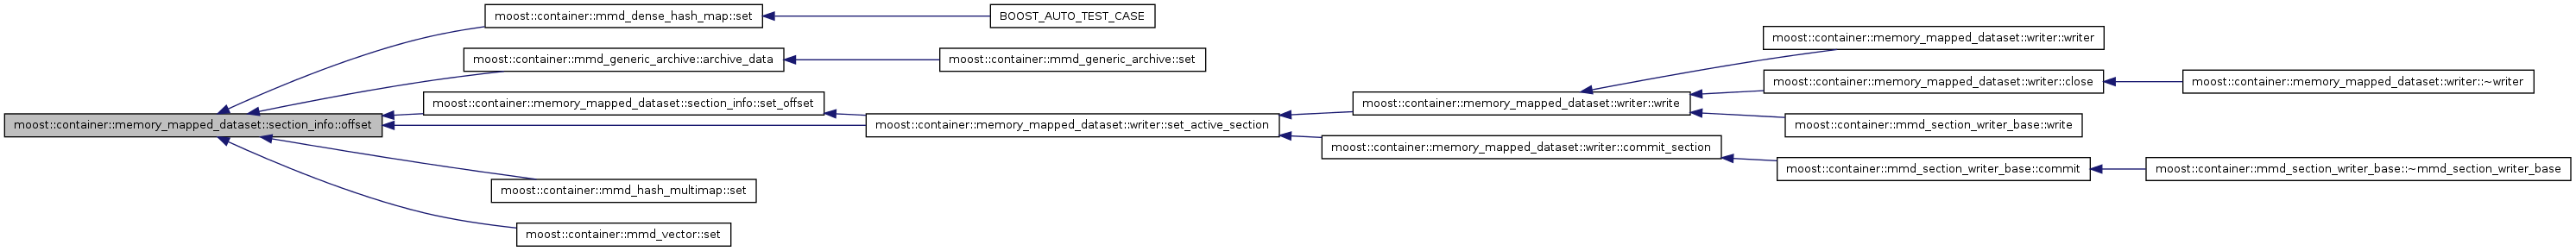 moost::container::mmd_dense_hash_map::set
BOOST_AUTO_TEST_CASE
moost::container::memory_mapped_dataset::writer::writer
moost::container::mmd_generic_archive::archive_data
moost::container::mmd_generic_archive::set
moost::container::memory_mapped_dataset::writer::close
moost::container::memory_mapped_dataset::writer::~writer
moost::container::memory_mapped_dataset::section_info::set_offset
moost::container::memory_mapped_dataset::writer::write
moost::container::memory_mapped_dataset::section_info::offset
moost::container::memory_mapped_dataset::writer::set_active_section
moost::container::mmd_section_writer_base::write
moost::container::memory_mapped_dataset::writer::commit_section
moost::container::mmd_section_writer_base::commit
moost::container::mmd_section_writer_base::~mmd_section_writer_base
moost::container::mmd_hash_multimap::set
moost::container::mmd_vector::set